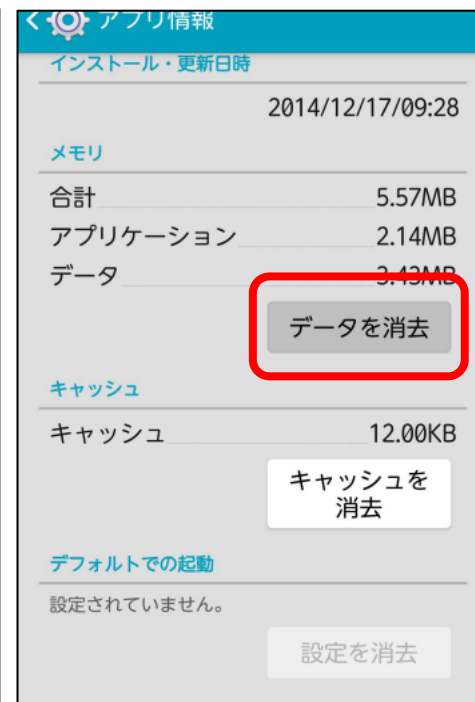 アプリ情報
インストール・更新日時
2014/12/17/09:28
メモリ
合計 5.57MB
アプリケーション 2.14MB
データ 3.43MB
データを消去
キャッシュ
キャッシュ 12.00KB
キャッシュを
消去
デフォルトでの起動
設定されていません。
設定を消去